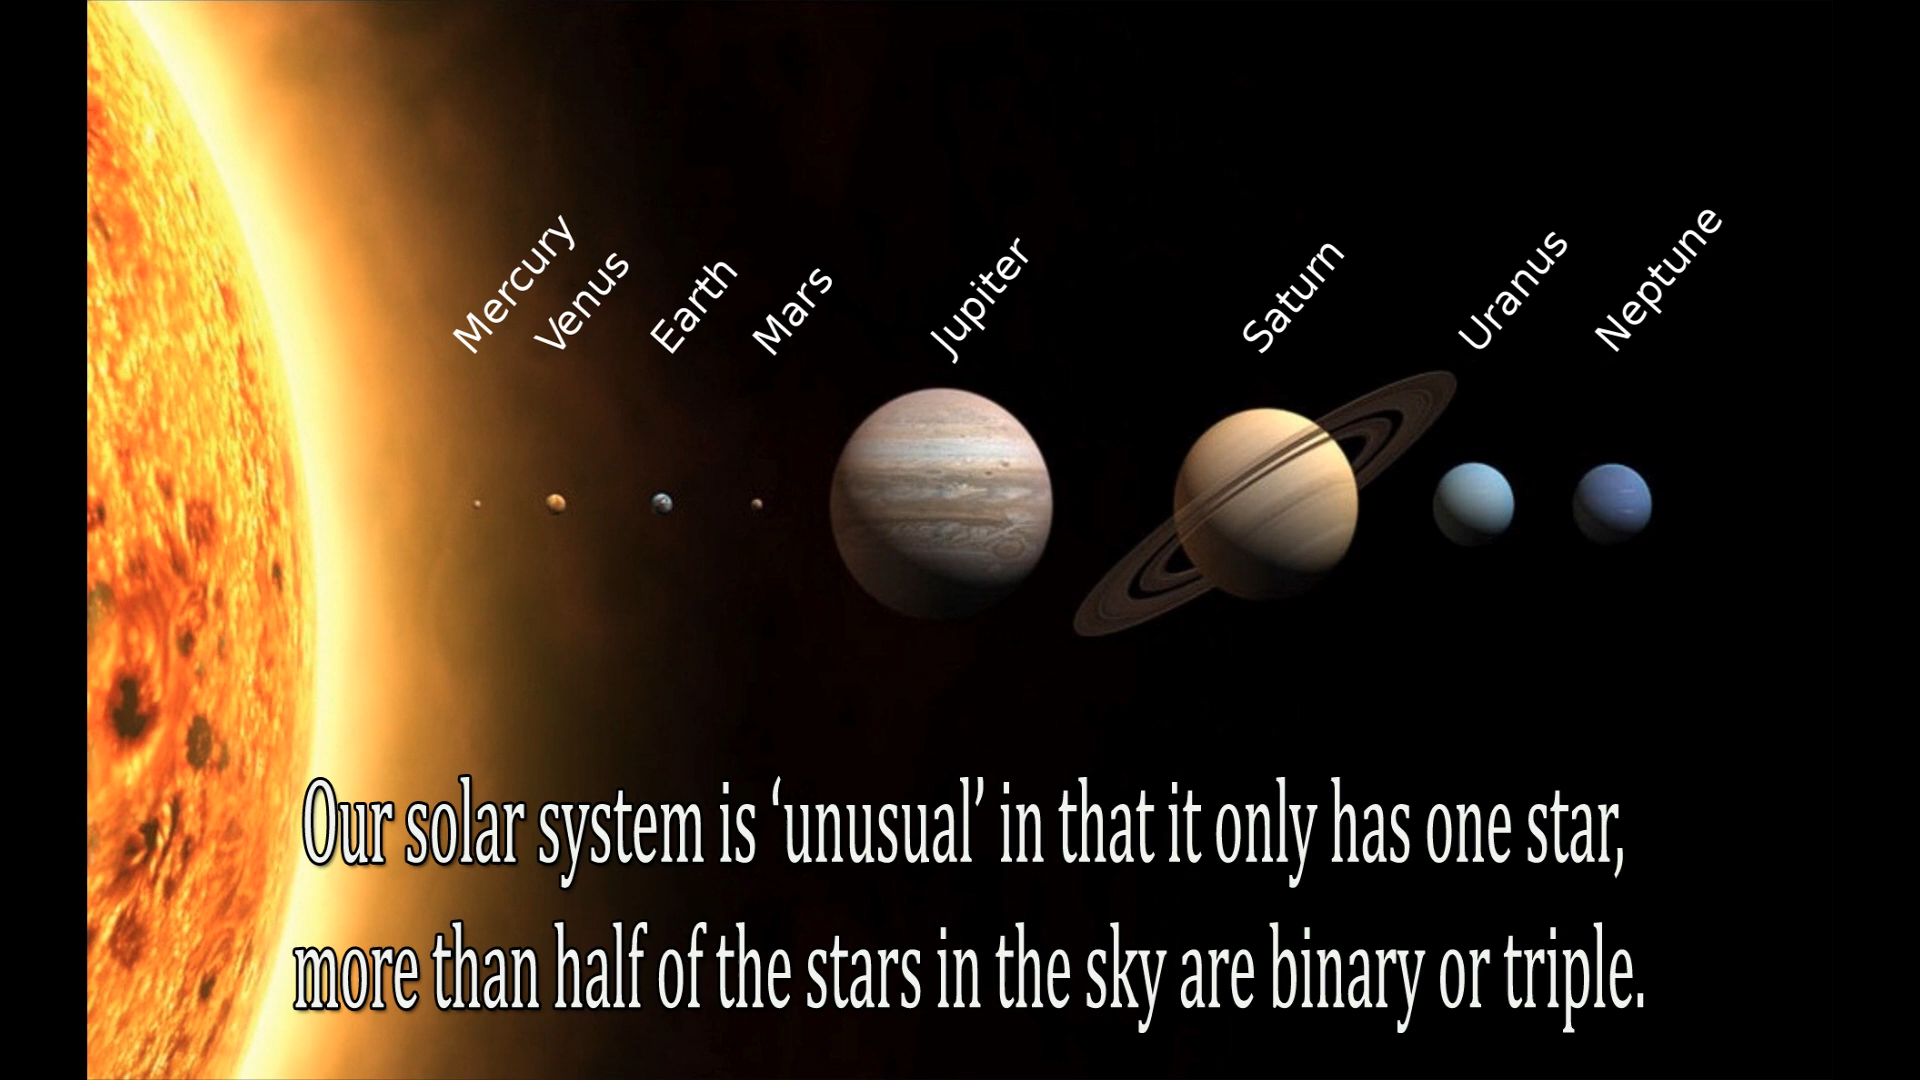 Mercury
Venus
Earth
Mars
Jupiter
Saturn
Uranus
Neptune
Our solar system is ‘unusual’ in that it only has one star,
more than half of the stars in the sky are binary or triple.